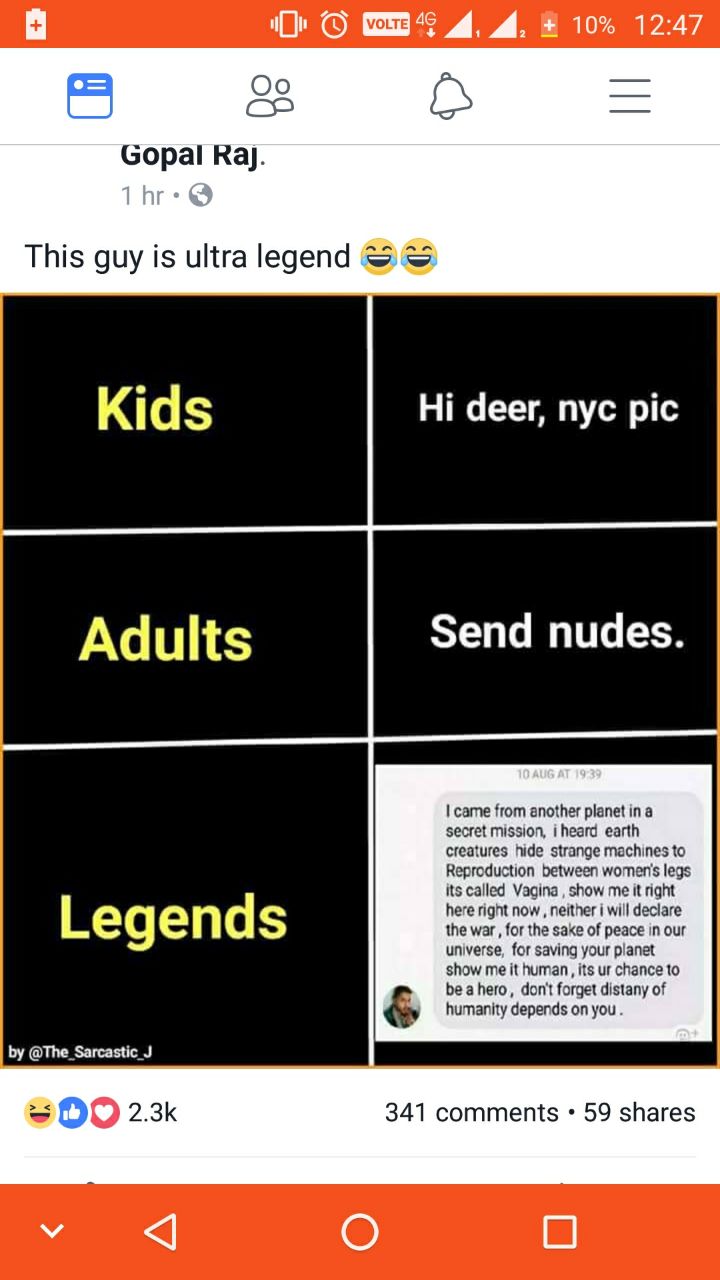 VOLTE 4G 1 2 10% 12:47
Gopal Raj.
1 hr •
This guy is ultra legend 😂😂
Kids
Hi deer, nyc pic
Adults
Send nudes.
Legends
10 AUG AT 19:39
I came from another planet in a
secret mission, i heard earth
creatures hide strange machines to
Reproduction between women's legs
its called Vagina , show me it right
here right now , neither i will declare
the war , for the sake of peace in our
universe, for saving your planet
show me it human , its ur chance to
be a hero , don't forget distany of
humanity depends on you .
by @The_Sarcastic_J
2.3k
341 comments • 59 shares